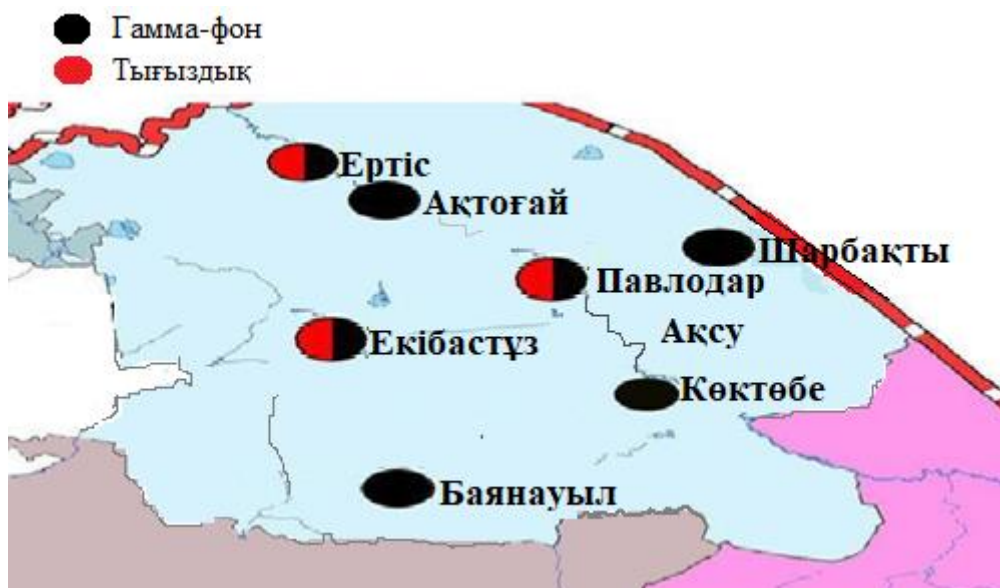 Гамма-фон
Тығыздық
Ертіс
Ақтоғай
Шарбақты
Павлодар
Ақсу
Екібастұз
Көктөбе
Баянауыл